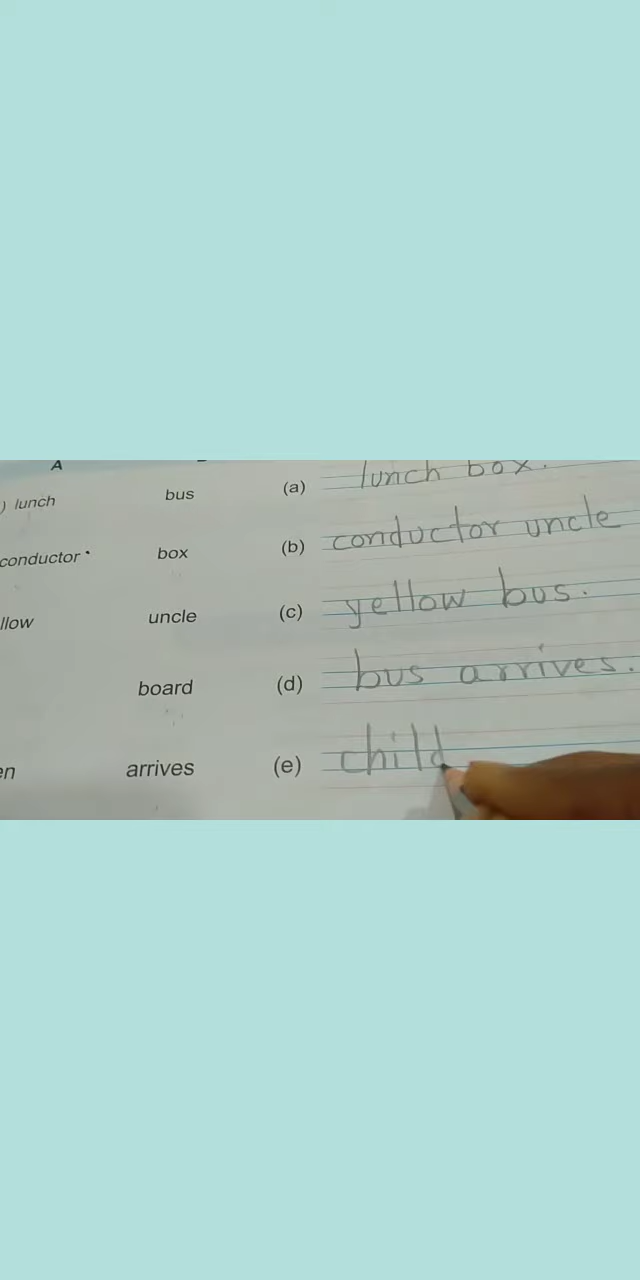 A
) lunch bus (a) lunch box.
conductor box (b) conductor uncle
llow uncle (c) yellow bus.
board (d) bus arrives.
en arrives (e) child